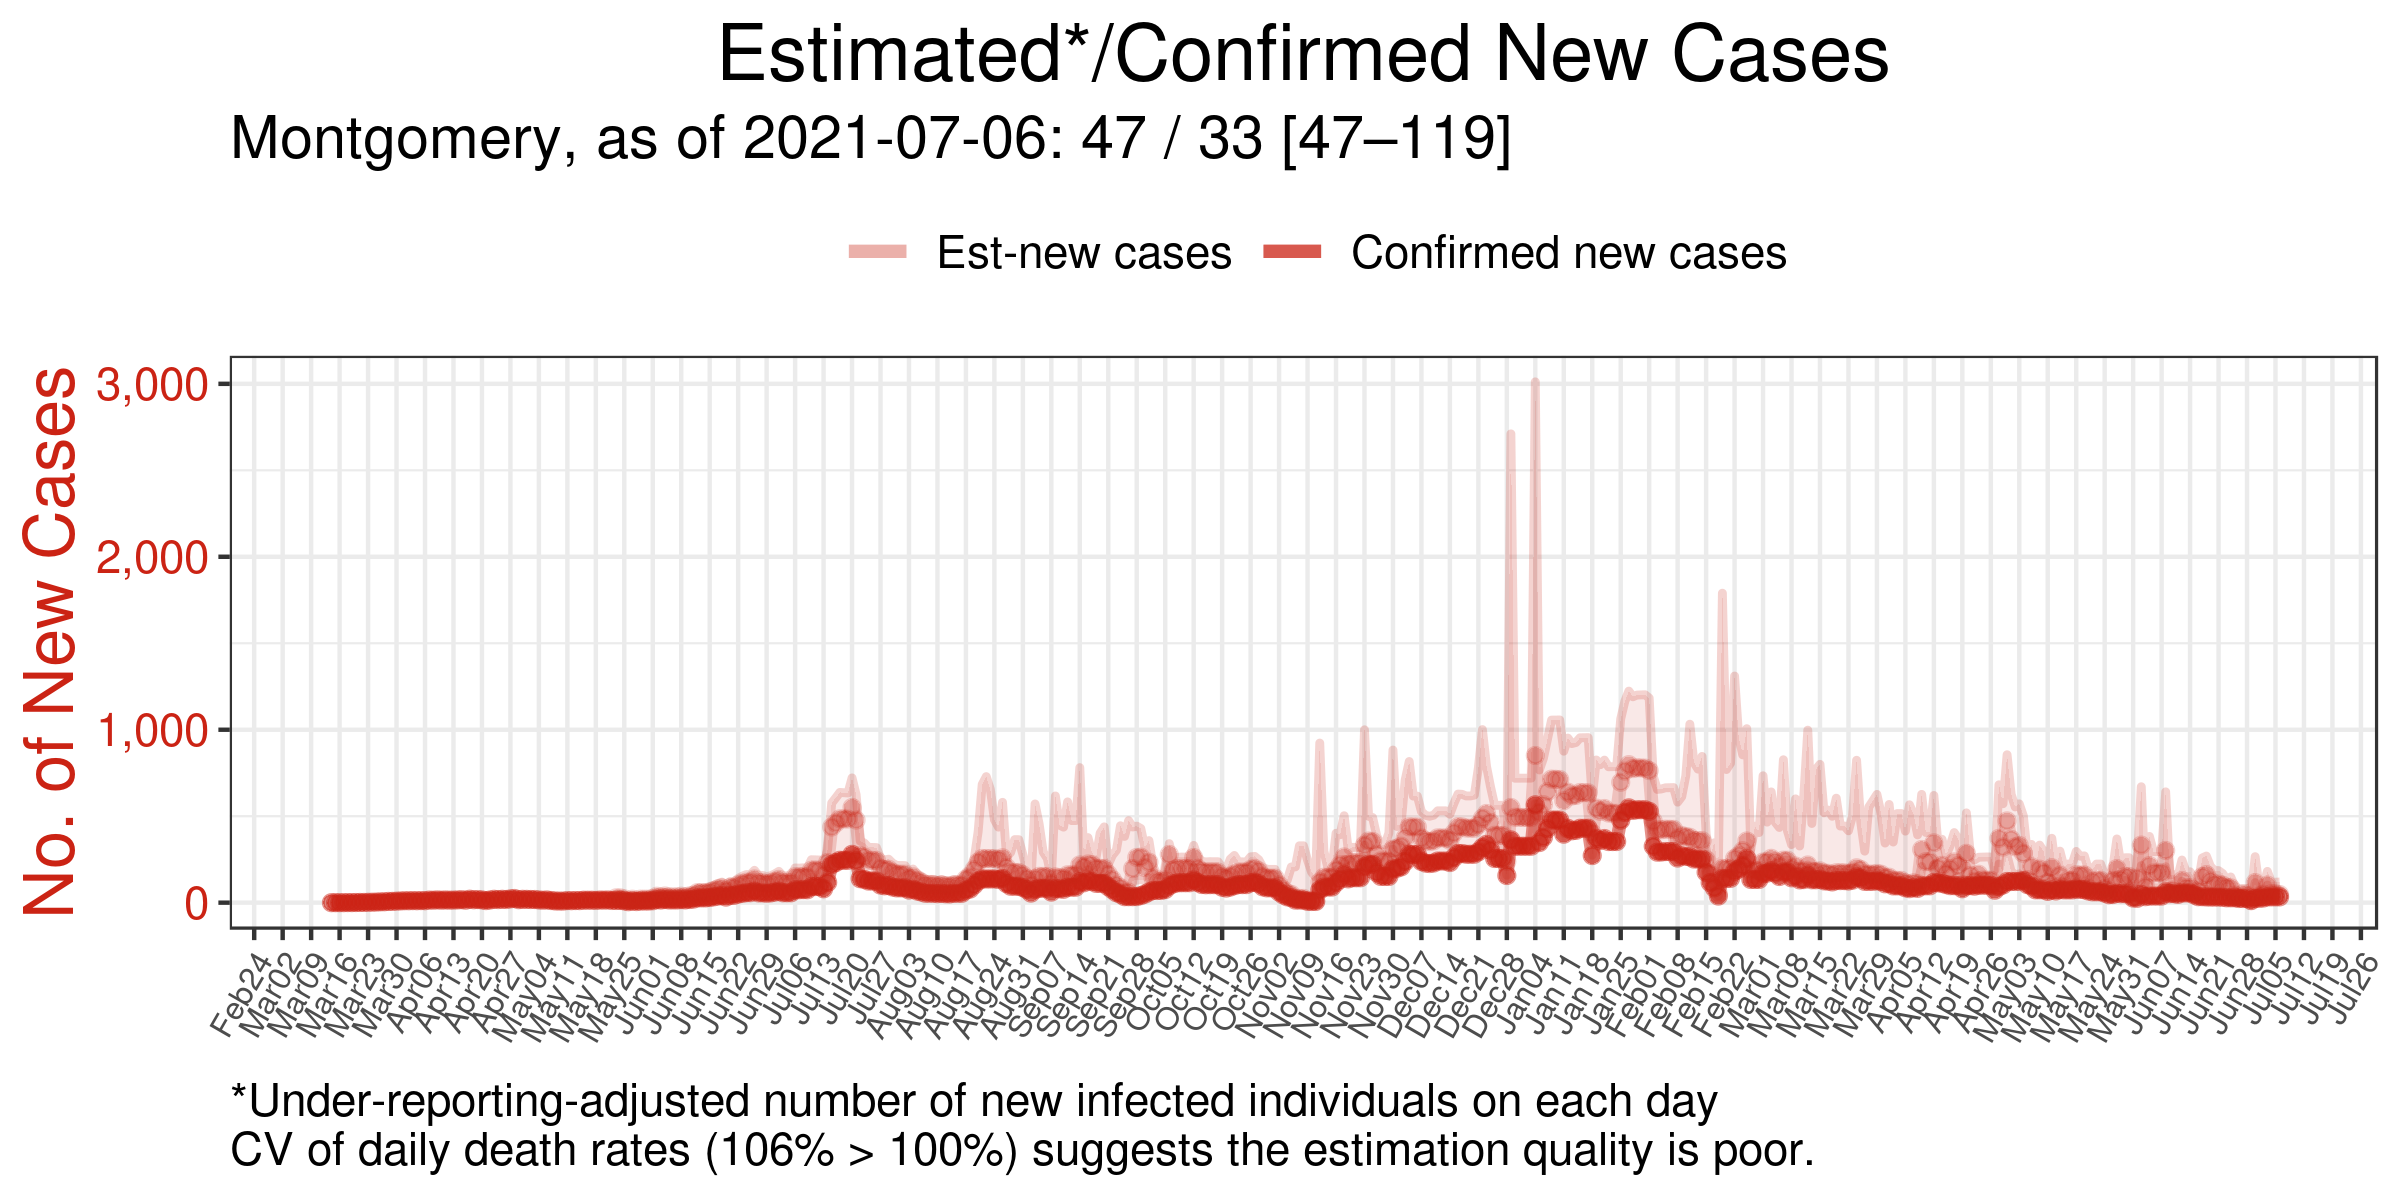 Estimated*/Confirmed New Cases
Montgomery, as of 2021-07-06: 47 / 33 [47–119]
Est-new cases
Confirmed new cases
No. of New Cases
3,000
2,000
1,000
0
Feb24
Mar02
Mar09
Mar16
Mar23
Mar30
Apr06
Apr13
Apr20
Apr27
May04
May11
May18
May25
Jun01
Jun08
Jun15
Jun22
Jun29
Jul06
Jul13
Jul20
Jul27
Aug03
Aug10
Aug17
Aug24
Aug31
Sep07
Sep14
Sep21
Sep28
Oct05
Oct12
Oct19
Oct26
Nov02
Nov09
Nov16
Nov23
Nov30
Dec07
Dec14
Dec21
Dec28
Jan04
Jan11
Jan18
Jan25
Feb01
Feb08
Feb15
Feb22
Mar01
Mar08
Mar15
Mar22
Mar29
Apr05
Apr12
Apr19
Apr26
May03
May10
May17
May24
May31
Jun07
Jun14
Jun21
Jun28
Jul05
Jul12
Jul19
Jul26
*Under-reporting-adjusted number of new infected individuals on each day
CV of daily death rates (106% > 100%) suggests the estimation quality is poor.